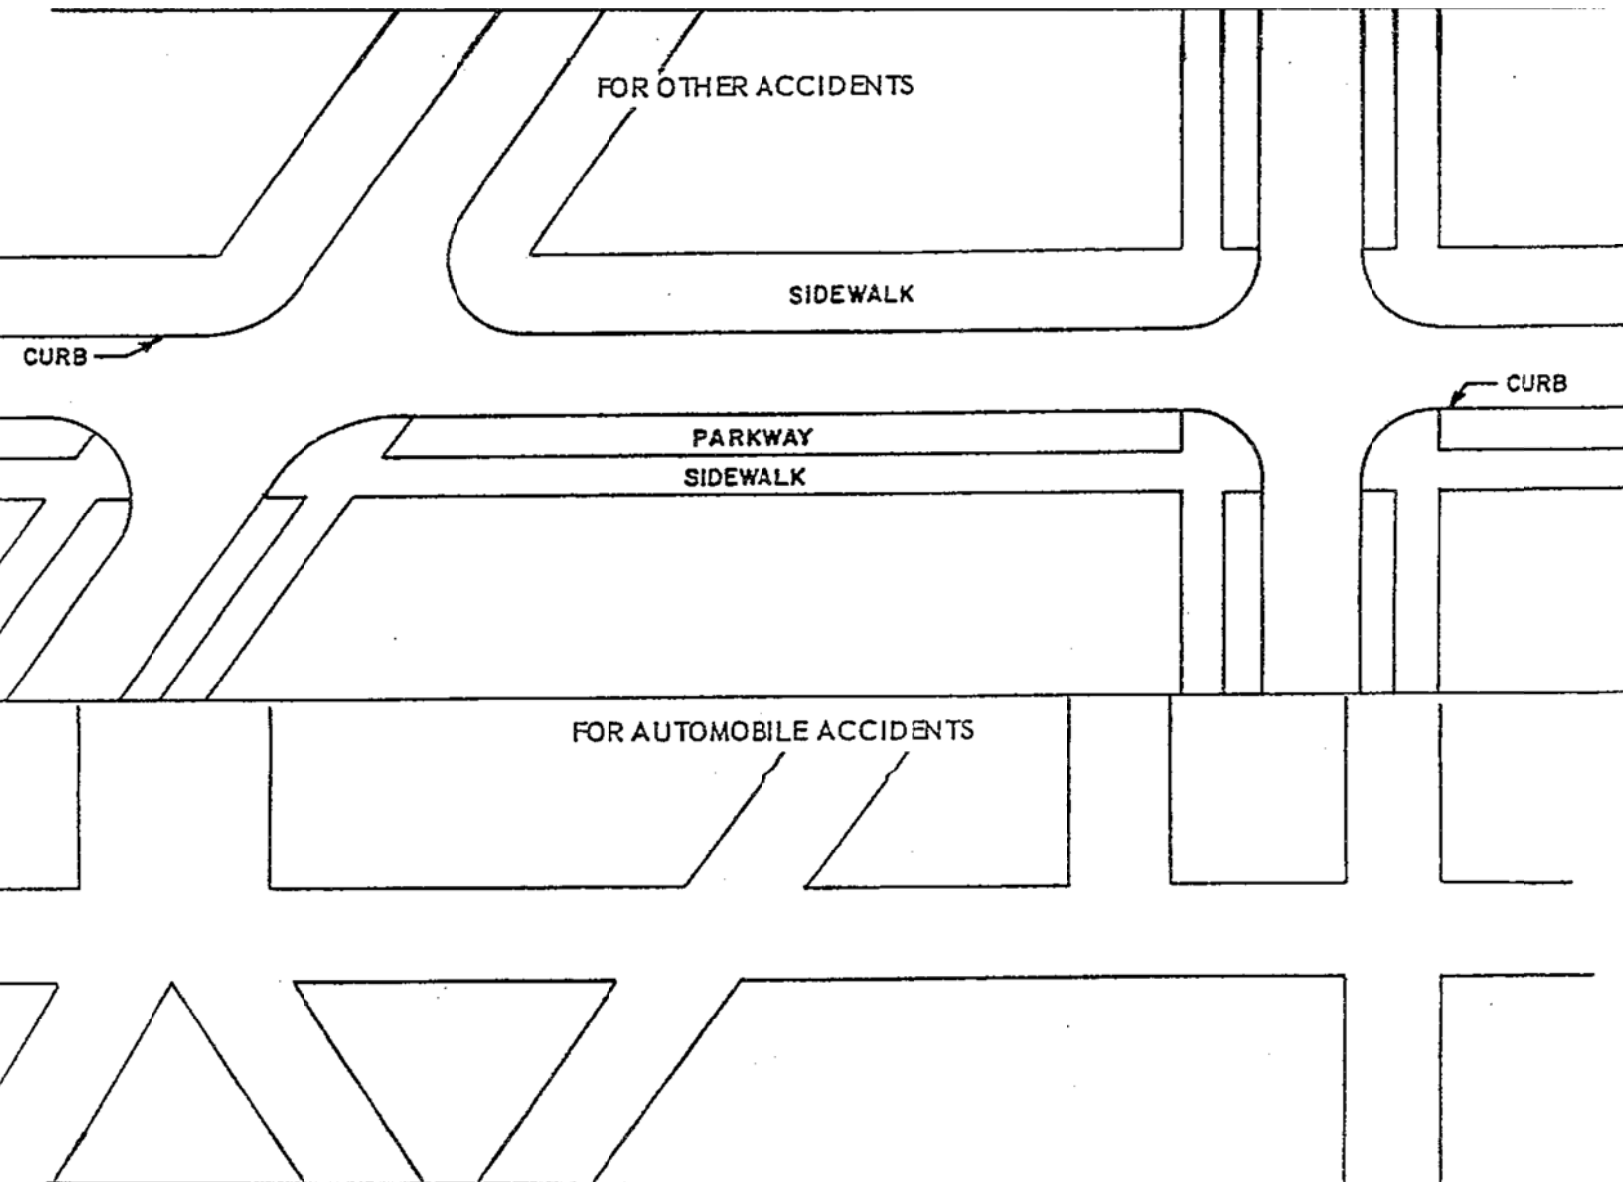 FOR OTHER ACCIDENTS
SIDEWALK
CURB
CURB
PARKWAY
SIDEWALK
FOR AUTOMOBILE ACCIDENTS